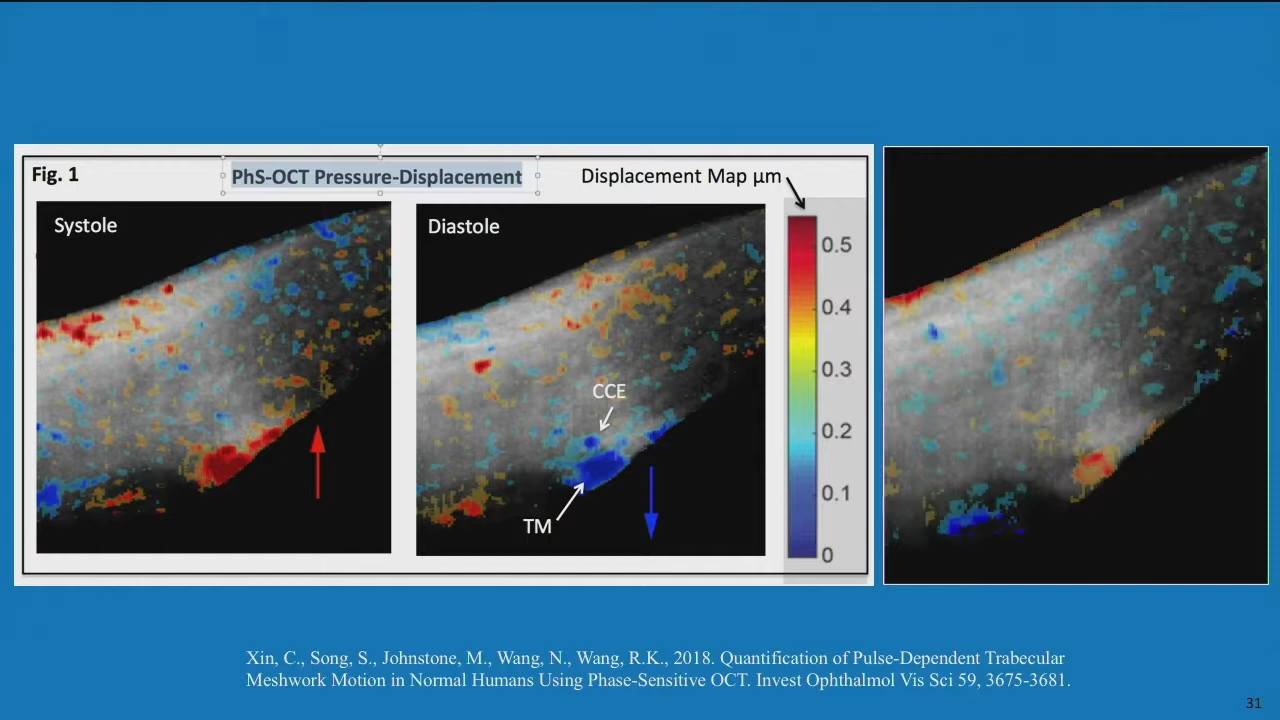 Fig. 1
PhS-OCT Pressure-Displacement
Displacement Map µm
Systole
Diastole
CCE
TM
0.5
0.4
0.3
0.2
0.1
0
Xin, C., Song, S., Johnstone, M., Wang, N., Wang, R.K., 2018. Quantification of Pulse-Dependent Trabecular
Meshwork Motion in Normal Humans Using Phase-Sensitive OCT. Invest Ophthalmol Vis Sci 59, 3675-3681.
31